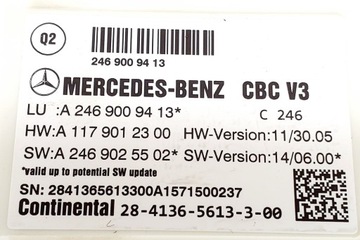 Q2
246 900 94 13
MERCEDES-BENZ CBC V3
LU :A 246 900 94 13* C 246
HW:A 117 901 23 00 HW-Version:11/30.05
SW:A 246 902 55 02* SW-Version:14/06.00*
*valid up to potential SW update
SN: 2841365613300A1571500237
Continental 28-4136-5613-3-00